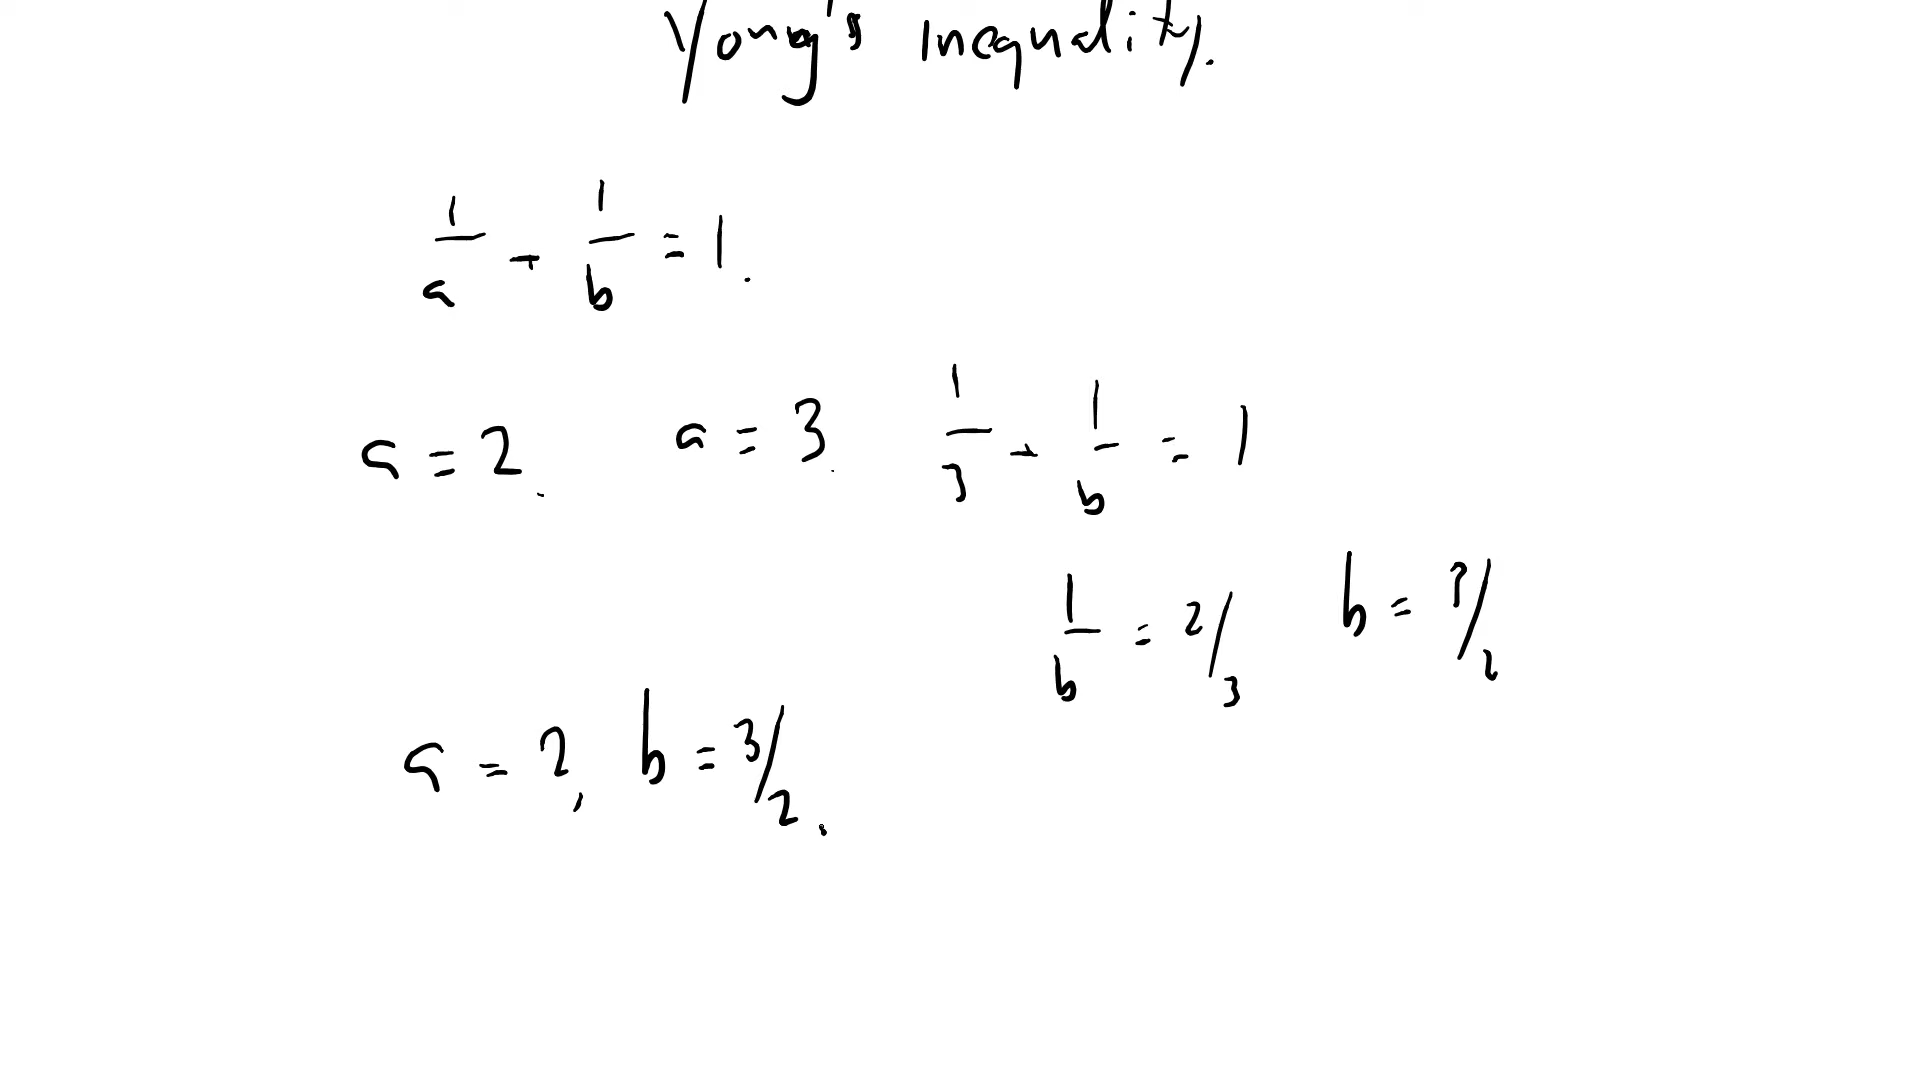 Young's inequality.
1/a + 1/b = 1.
a = 2. a = 3. 1/3 + 1/b = 1
1/b = 2/3 b = 3/2
a = 2, b = 3/2.